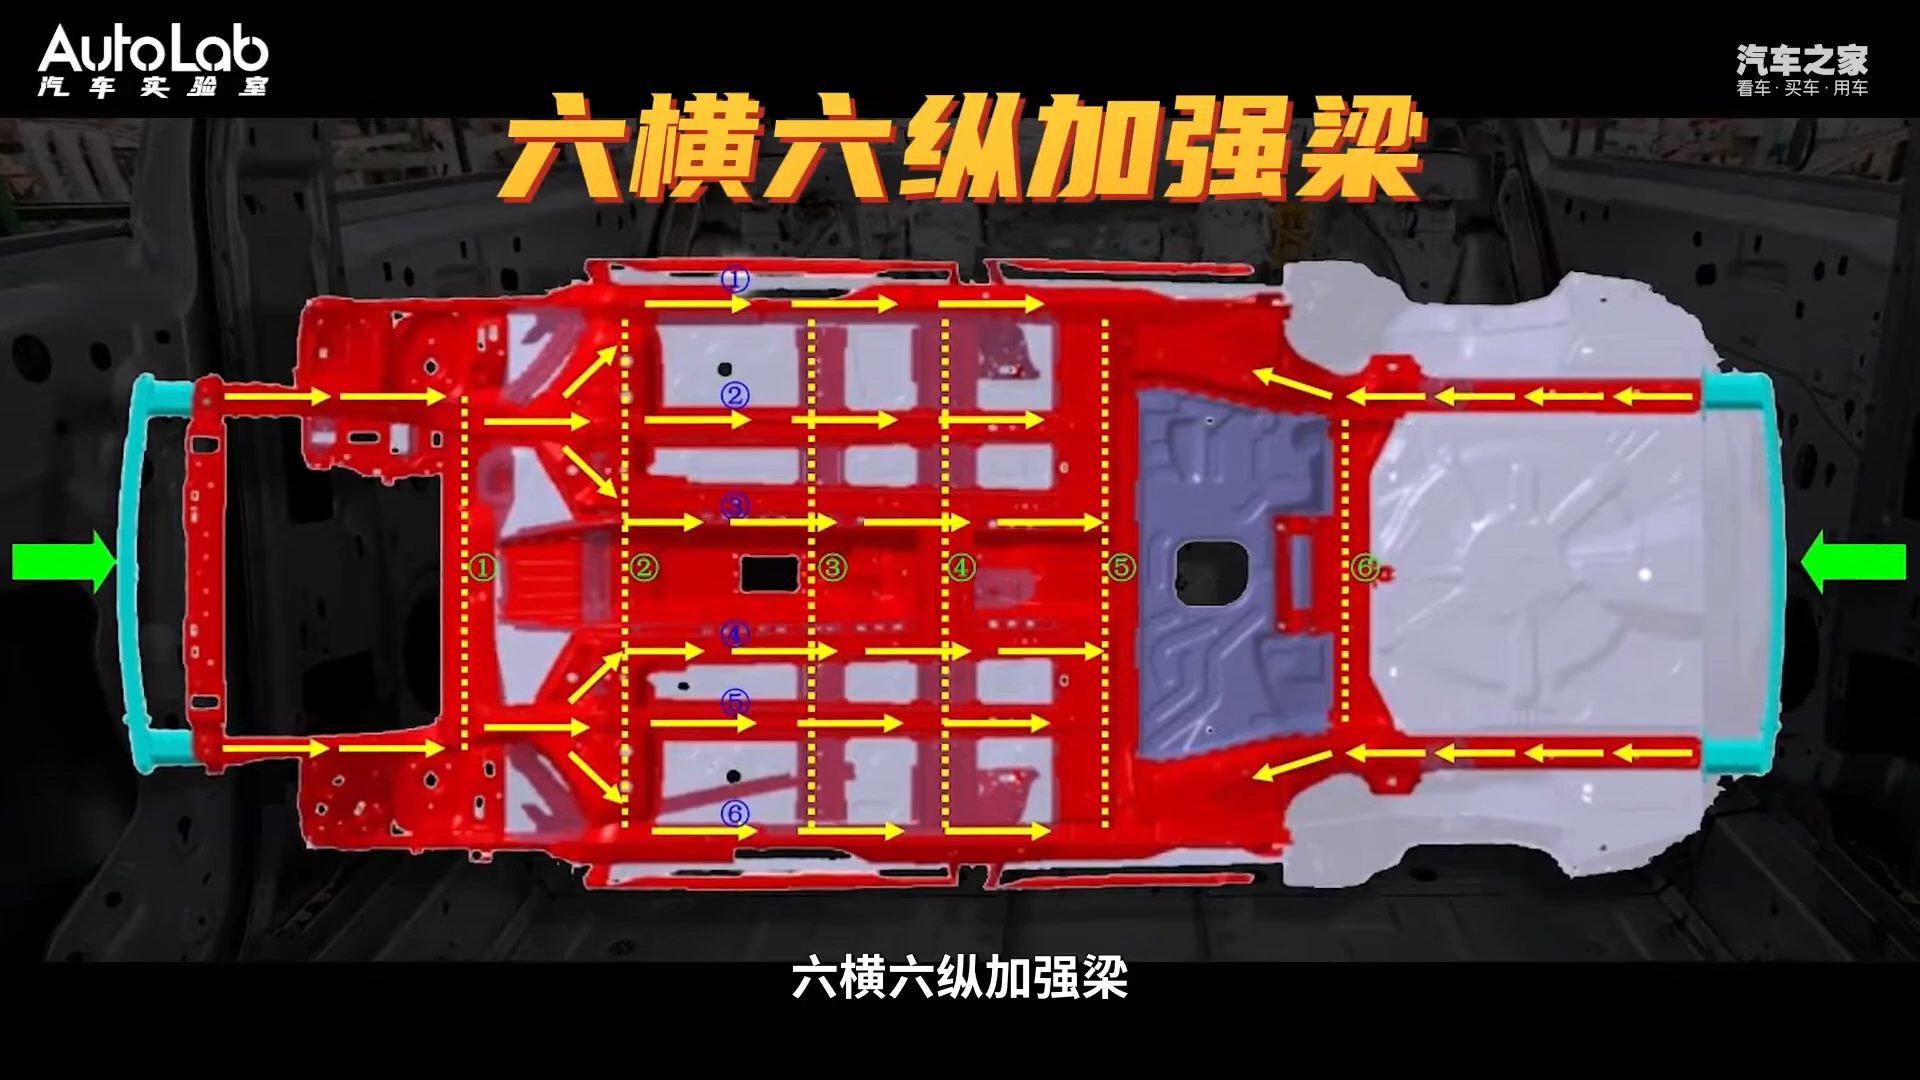 AutoLab
汽车实验室
汽车之家
看车·买车·用车
六横六纵加强梁
①
②
③
① ② ③ ④ ⑤ ⑥
④
⑤
⑥
六横六纵加强梁